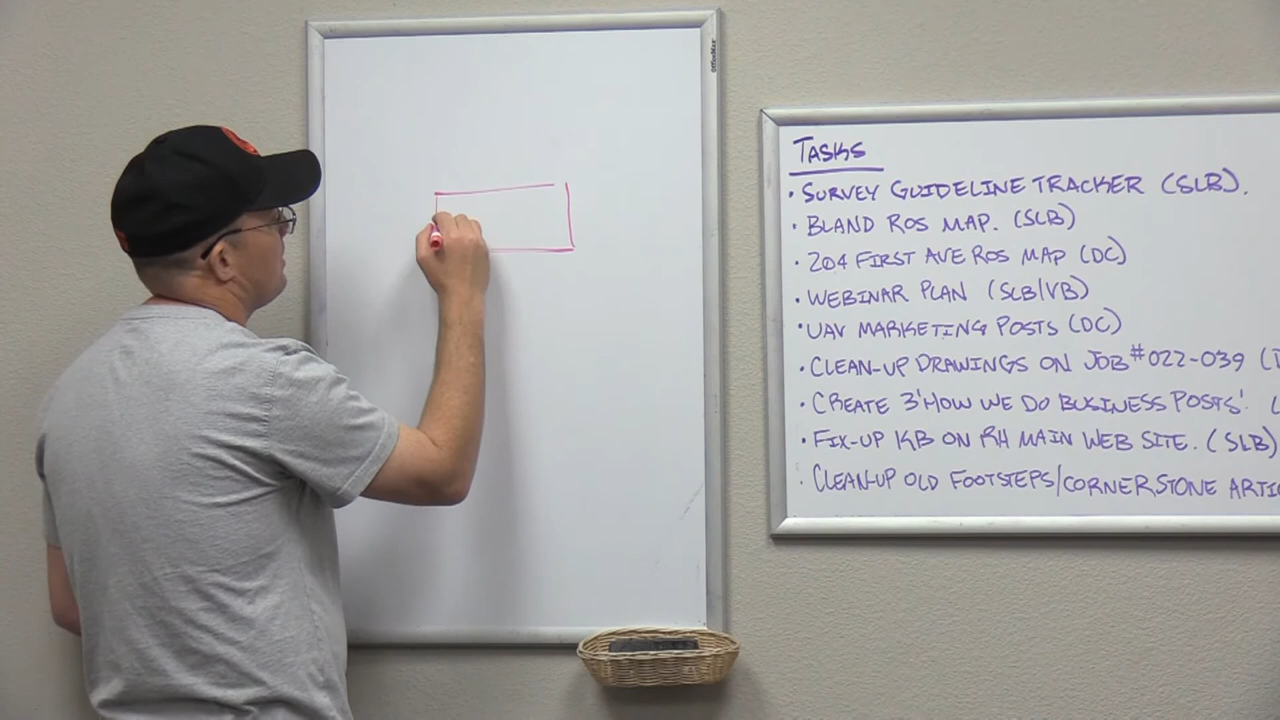 OfficeMax
TASKS
• SURVEY GUIDELINE TRACKER (SLB).
• BLAND ROS MAP. (SLB)
• 204 FIRST AVE ROS MAP (DC)
• WEBINAR PLAN (SLB/VB)
• UAV MARKETING POSTS (DC)
• CLEAN-UP DRAWINGS ON JOB #022-039 (
• CREATE 3 'HOW WE DO BUSINESS POSTS'. (
• FIX-UP KB ON RH MAIN WEB SITE. (SLB)
• CLEAN-UP OLD FOOTSTEPS/CORNERSTONE